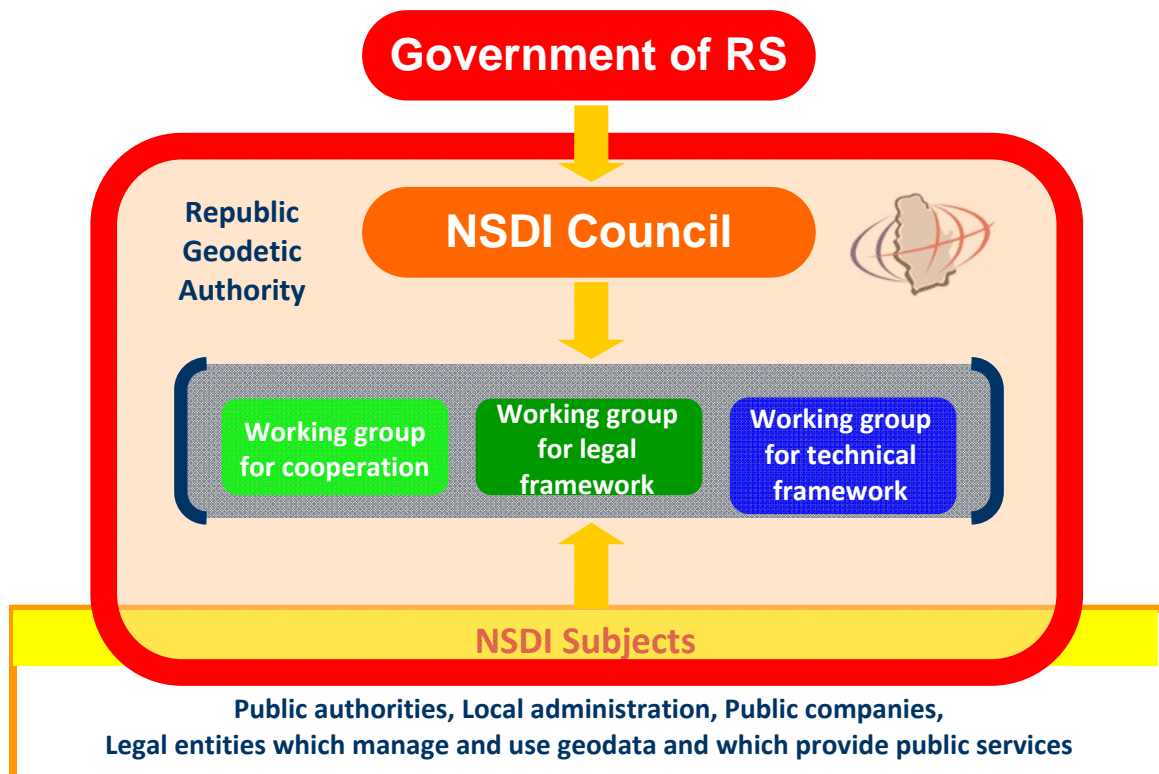 Government of RS
Republic
Geodetic
Authority
NSDI Council
Working group
for cooperation
Working group
for legal
framework
Working group
for technical
framework
NSDI Subjects
Public authorities, Local administration, Public companies,
Legal entities which manage and use geodata and which provide public services